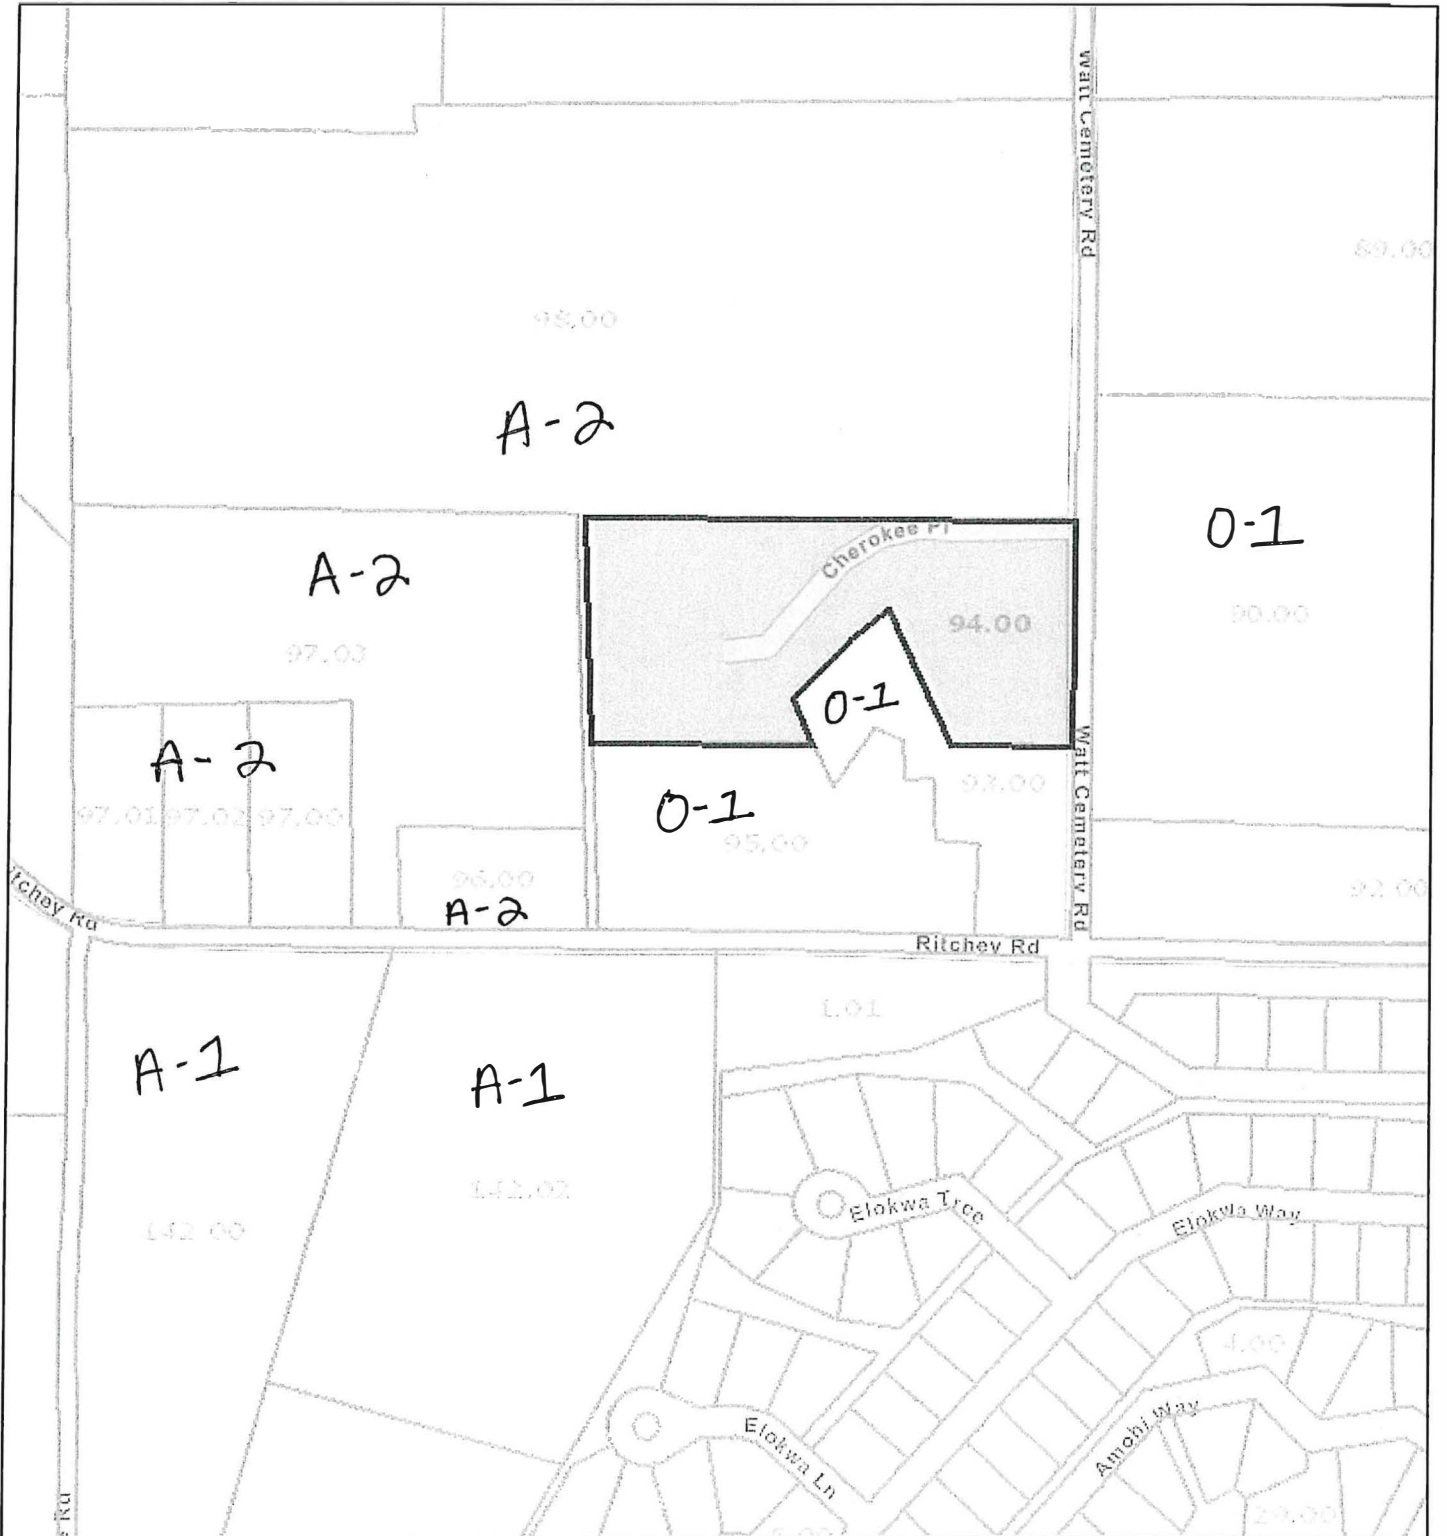 Watt Cemetery Rd
89.00
98.00
A-2
O-1
Cherokee Pl
A-2
90.00
94.00
97.03
O-1
A-2
Watt Cemetery Rd
93.00
O-1
97.01
97.02
97.00
95.00
96.00
92.00
A-2
Ritchey Rd
1.01
A-1
A-1
142.02
Elokwa Tree
Elokwa Way
142.00
4.00
Amchi Way
Elokwa Ln
Rd